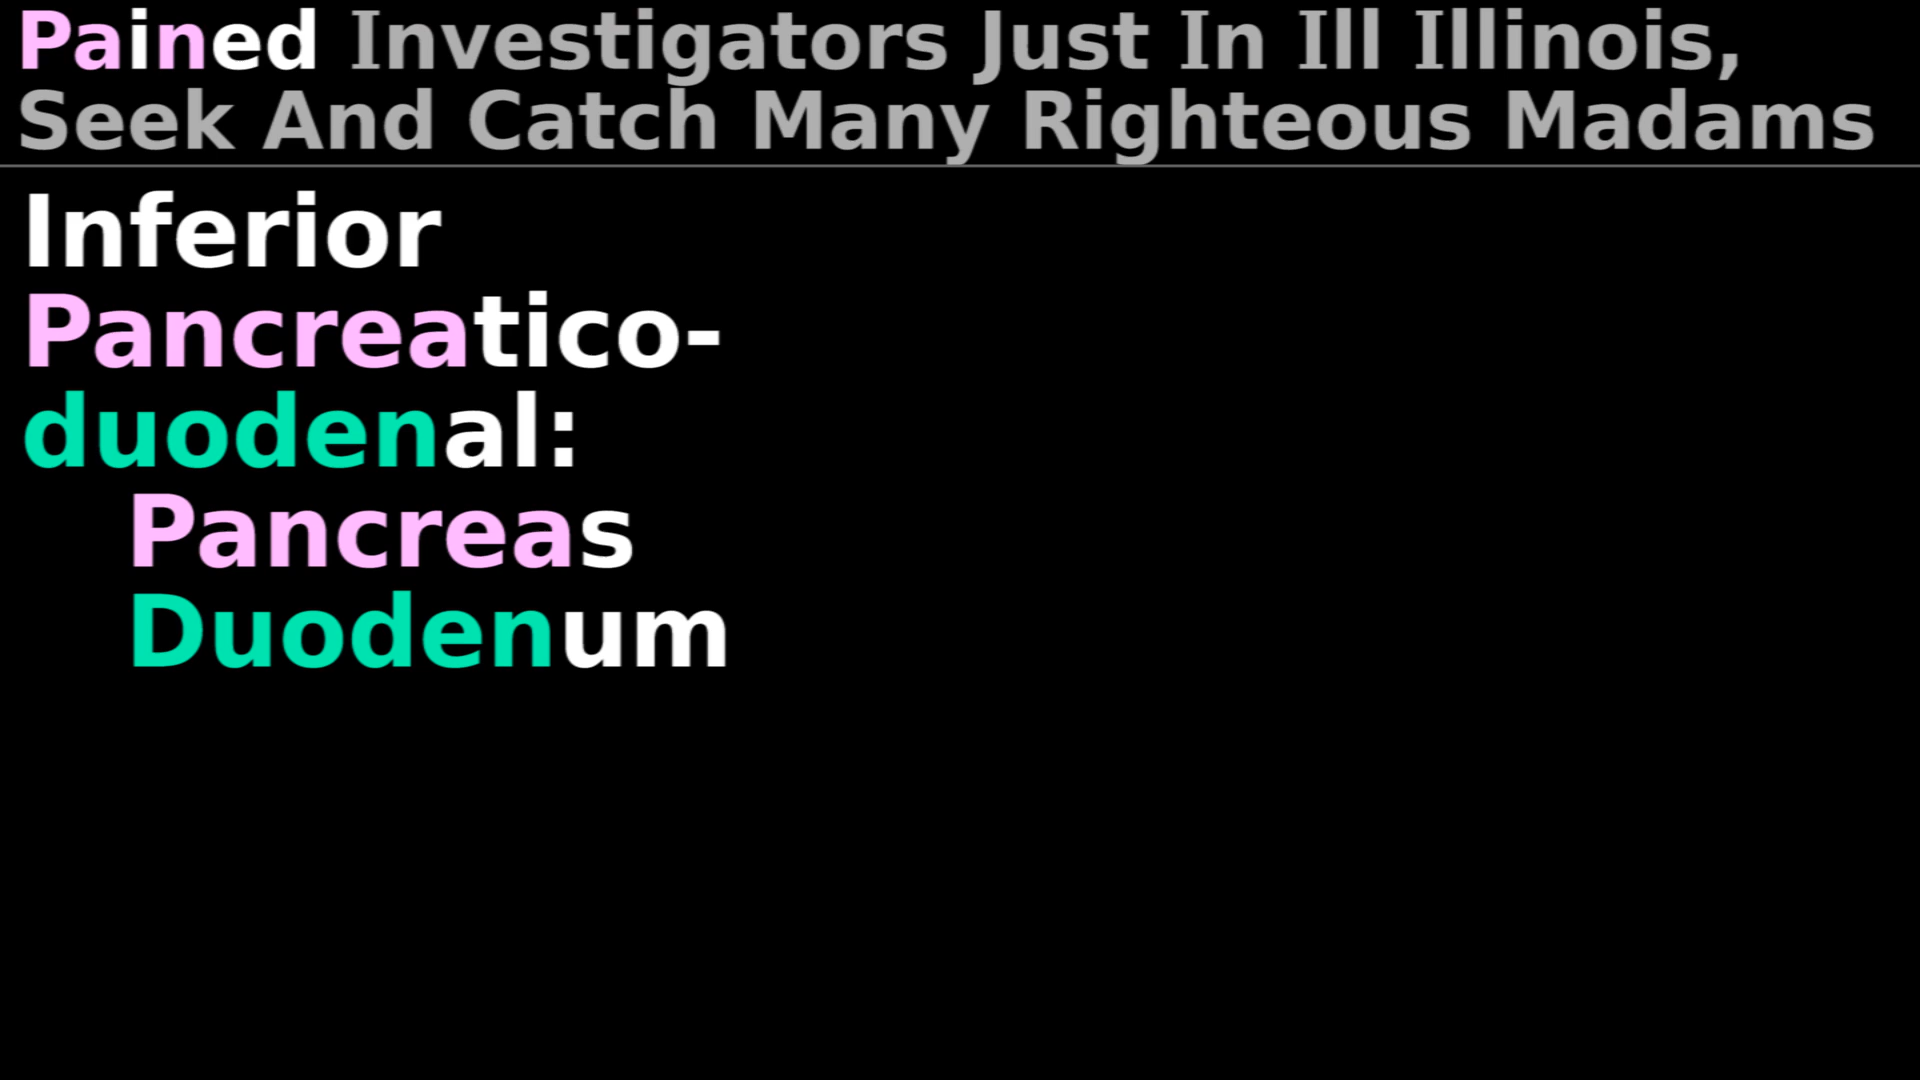 Pained Investigators Just In Ill Illinois,
Seek And Catch Many Righteous Madams
Inferior
Pancreatico-
duodenal:
Pancreas
Duodenum